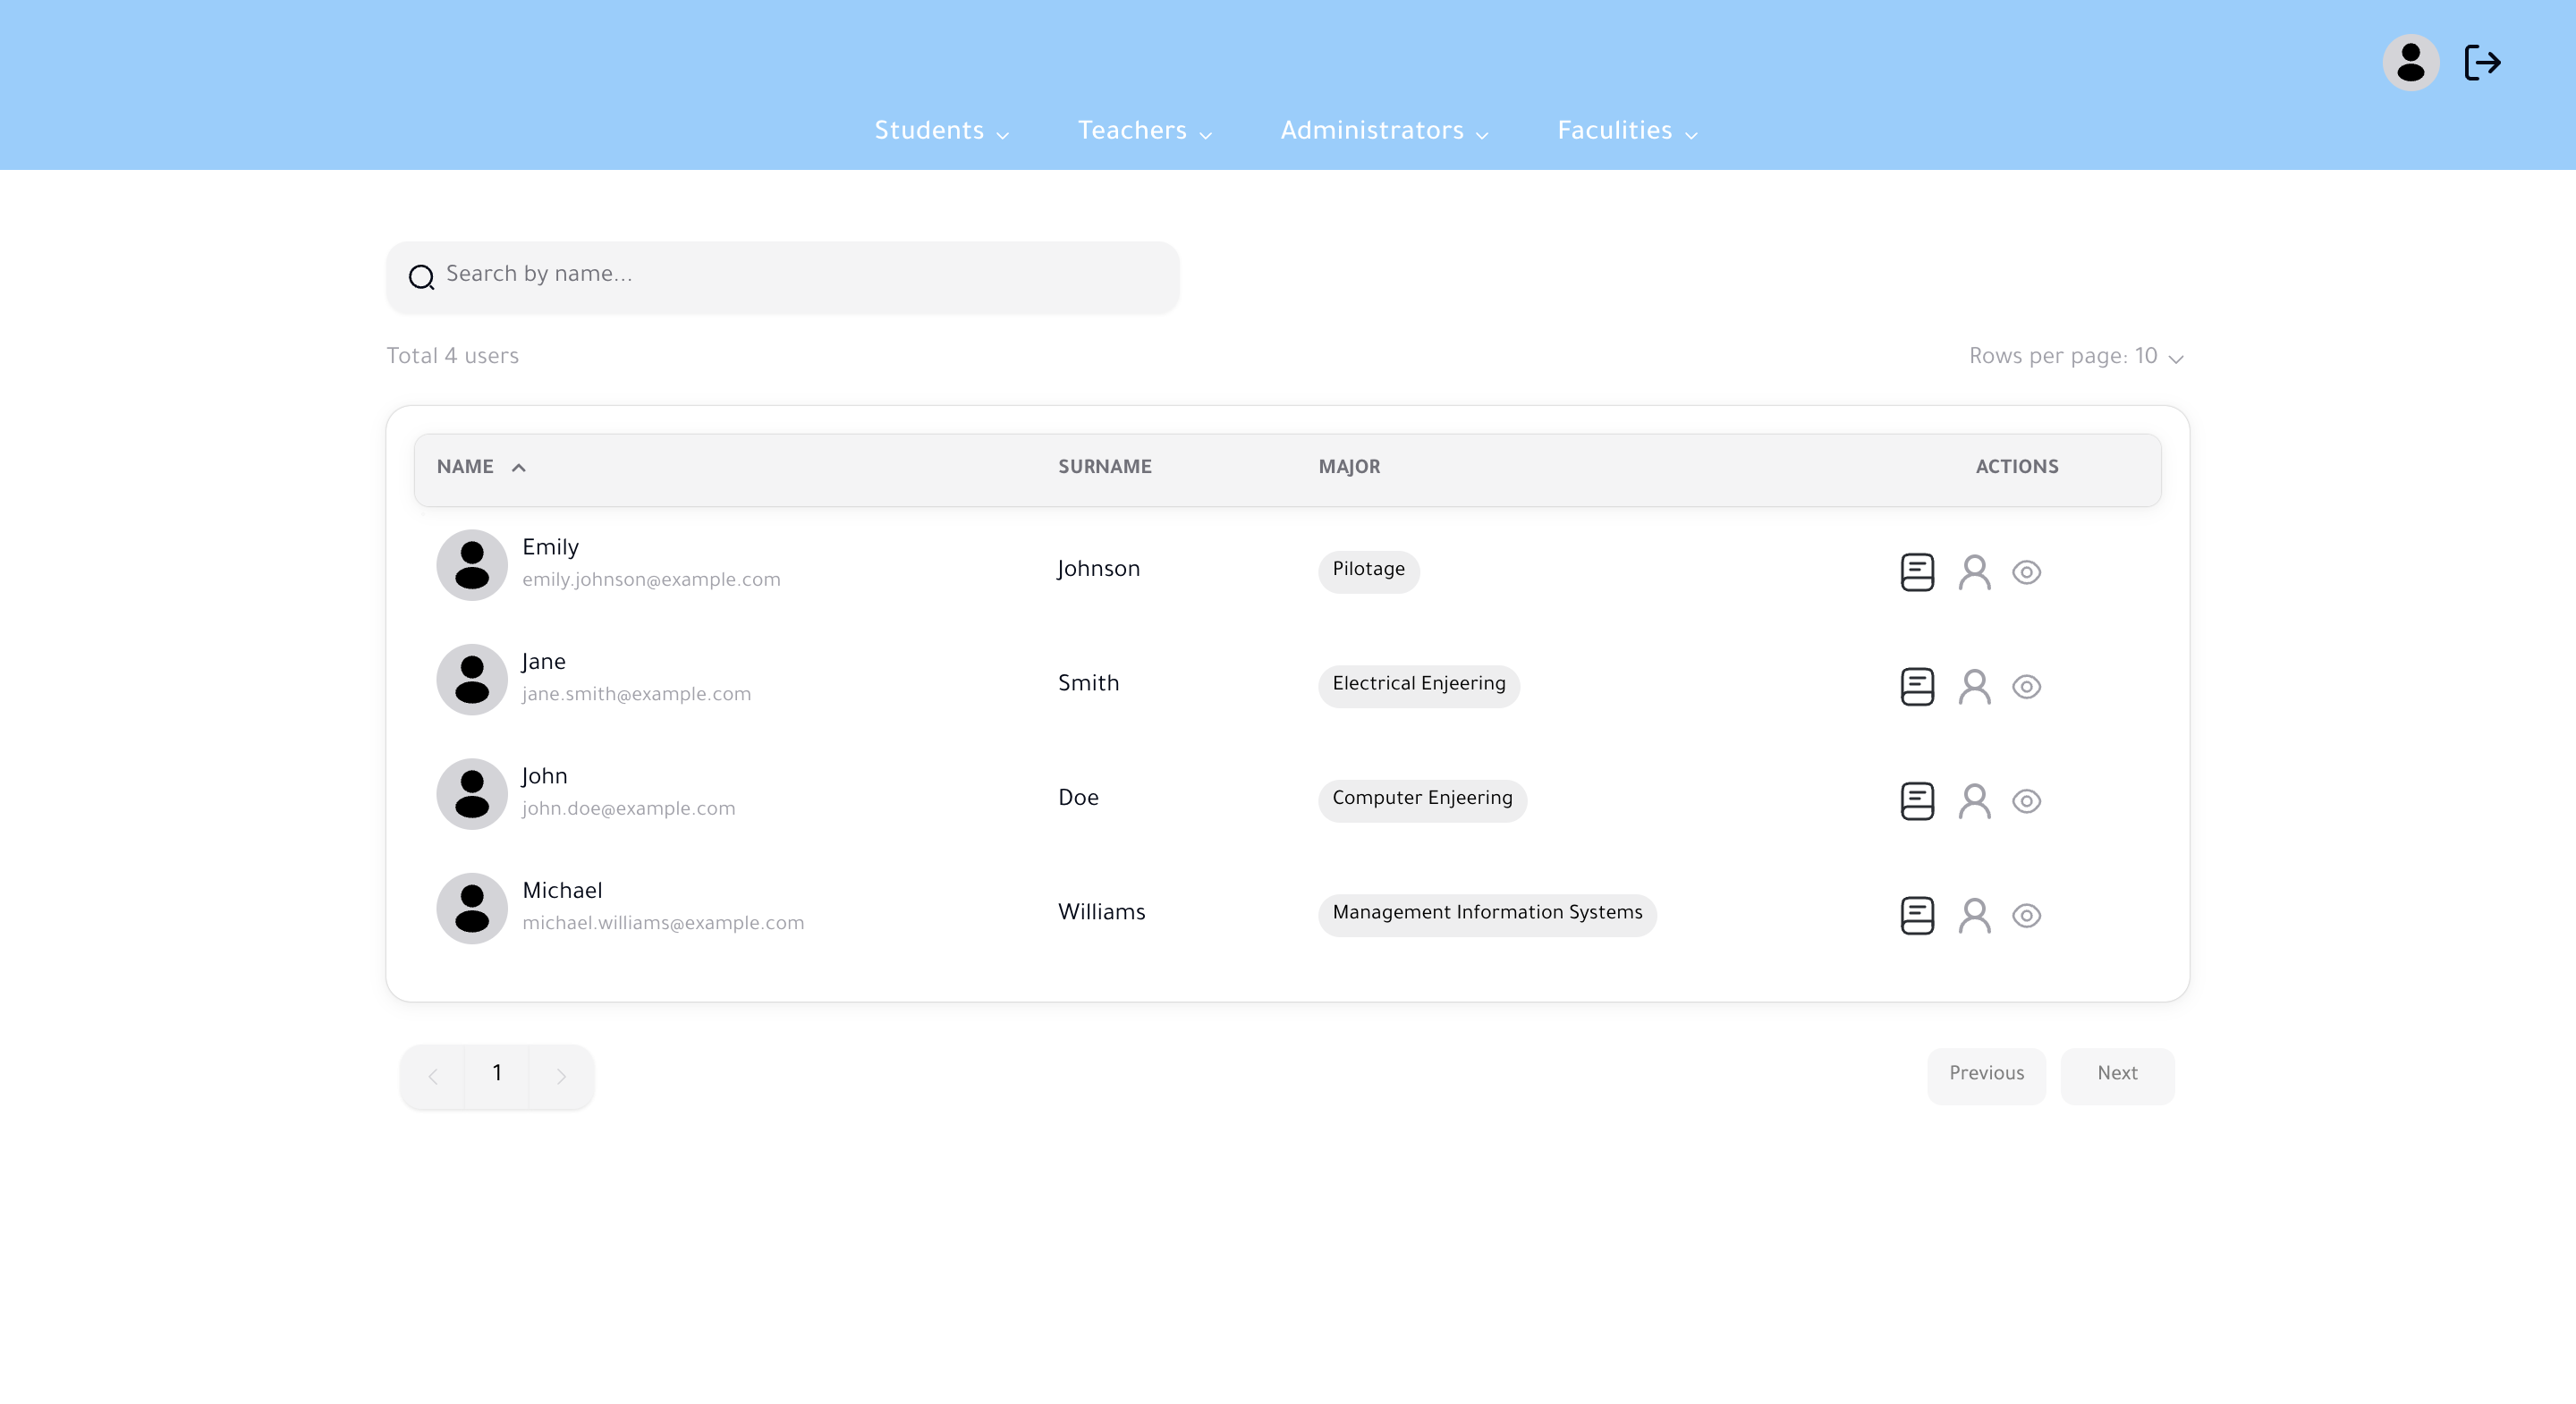 Students Teachers Administrators Faculities
Search by name...
Total 4 users Rows per page: 10
NAME SURNAME MAJOR ACTIONS
Emily
emily.johnson@example.com
Johnson Pilotage
Jane
jane.smith@example.com
Smith Electrical Enjeering
John
john.doe@example.com
Doe Computer Enjeering
Michael
michael.williams@example.com
Williams Management Information Systems
1 Previous Next